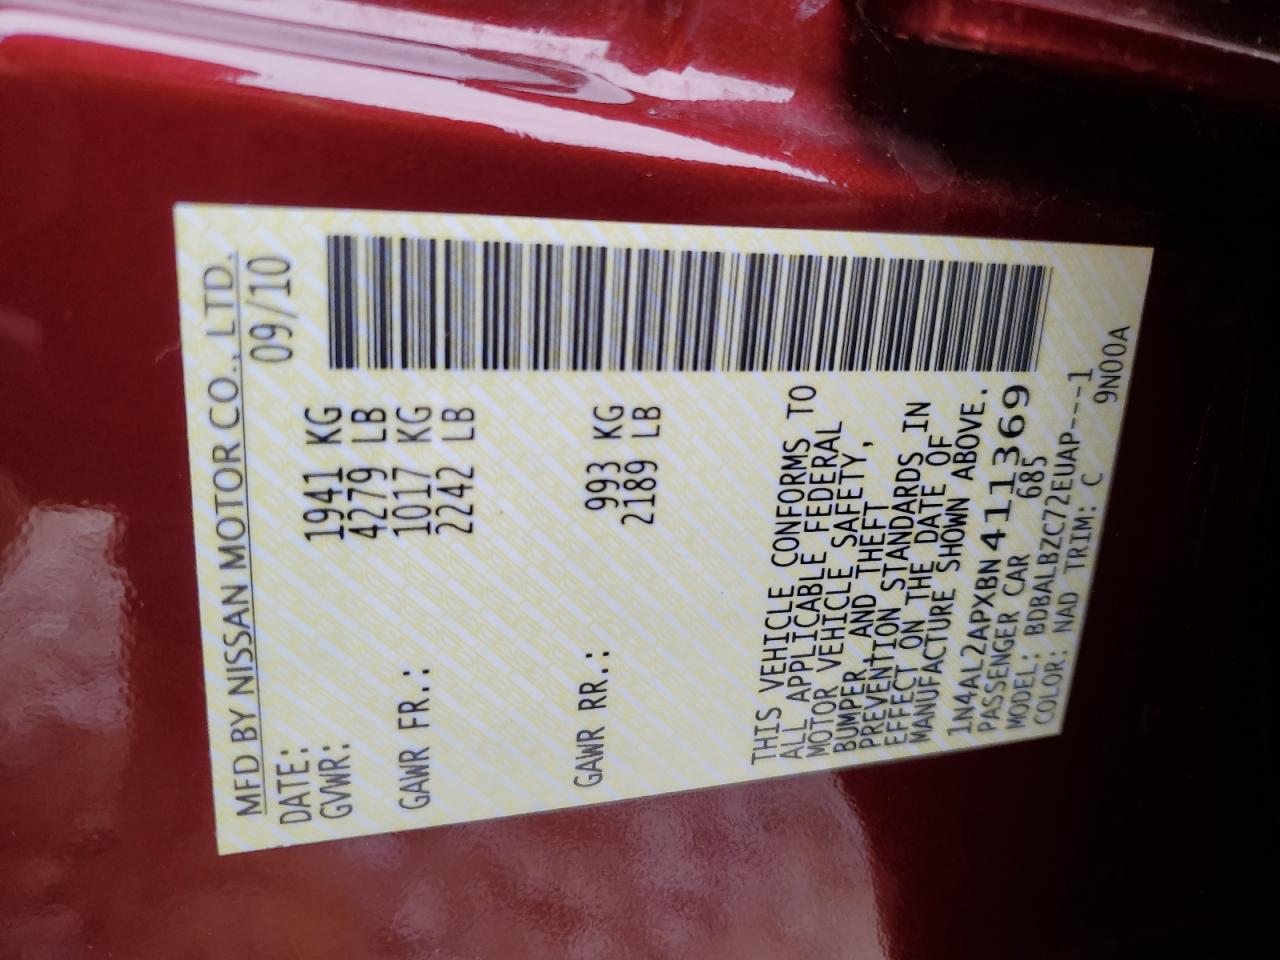 MFD BY NISSAN MOTOR CO., LTD.
DATE: 09/10
GVWR: 1941 KG
4279 LB
GAWR FR.: 1017 KG
2242 LB
GAWR RR.: 993 KG
2189 LB
THIS VEHICLE CONFORMS TO
ALL APPLICABLE FEDERAL
MOTOR VEHICLE SAFETY,
BUMPER, AND THEFT
PREVENTION STANDARDS IN
EFFECT ON THE DATE OF
MANUFACTURE SHOWN ABOVE.
1N4AL2APXBN411369
PASSENGER CAR 685
MODEL: BDBALBZC72EUAP---1
COLOR: NAD TRIM: C 9N00A